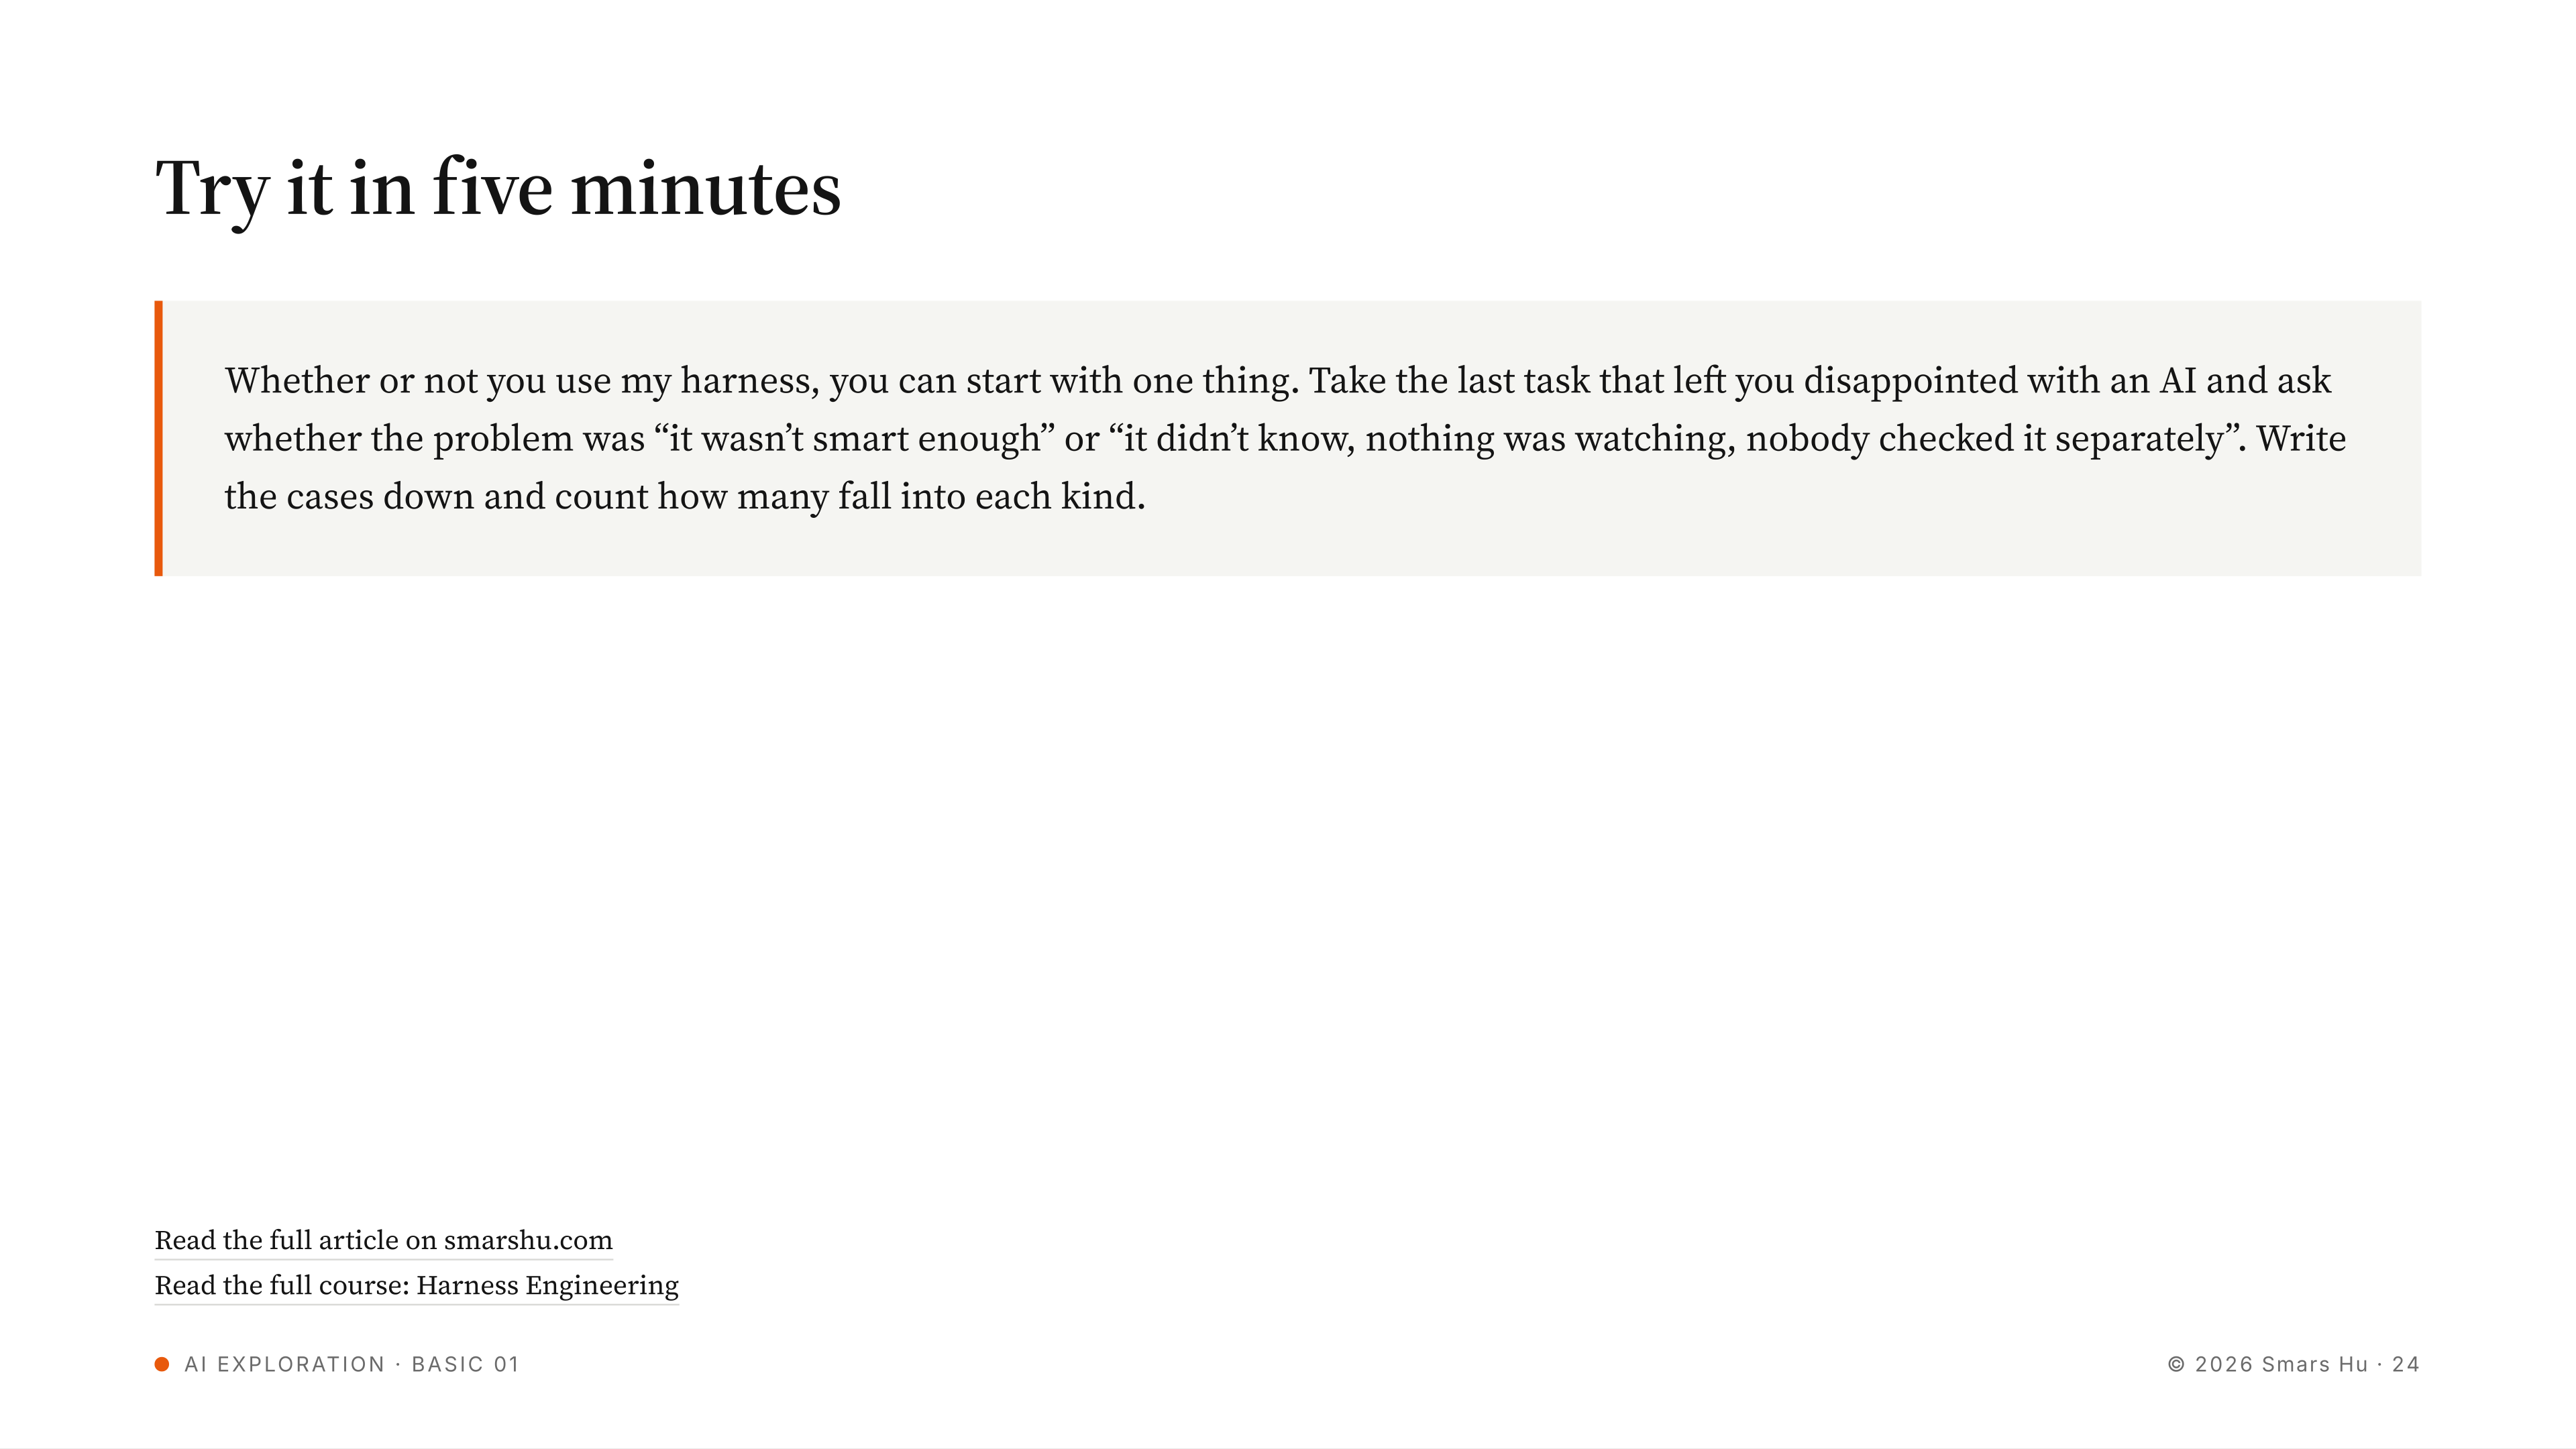 Try it in five minutes
Whether or not you use my harness, you can start with one thing. Take the last task that left you disappointed with an AI and ask
whether the problem was “it wasn’t smart enough” or “it didn’t know, nothing was watching, nobody checked it separately”. Write
the cases down and count how many fall into each kind.
Read the full article on smarshu.com
Read the full course: Harness Engineering
AI EXPLORATION · BASIC 01
© 2026 Smars Hu · 24